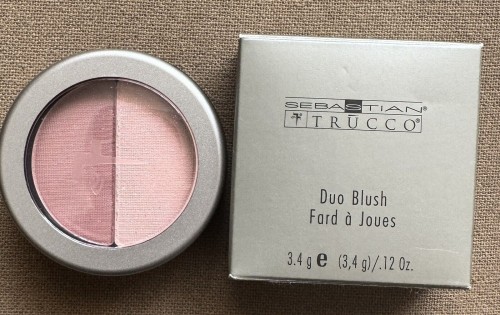 SEBASTIAN®
TRUCCO®
Duo Blush
Fard à Joues
3.4 g e (3,4 g)/.12 Oz.